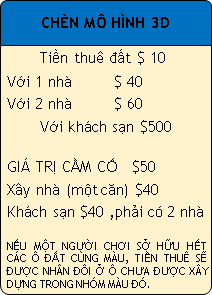 CHÈN MÔ HÌNH 3D
Tiền thuê đất $ 10
Với 1 nhà $ 40
Với 2 nhà $ 60
Với khách sạn $500
GIÁ TRỊ CẦM CỐ $50
Xây nhà (một căn) $40
Khách sạn $40 ,phải có 2 nhà
NẾU MỘT NGƯỜI CHƠI SỞ HỮU HẾT
CÁC Ô ĐẤT CÙNG MÀU, TIỀN THUÊ SẼ
ĐƯỢC NHÂN ĐÔI Ở Ô CHƯA ĐƯỢC XÂY
DỰNG TRONG NHÓM MÀU ĐÓ.